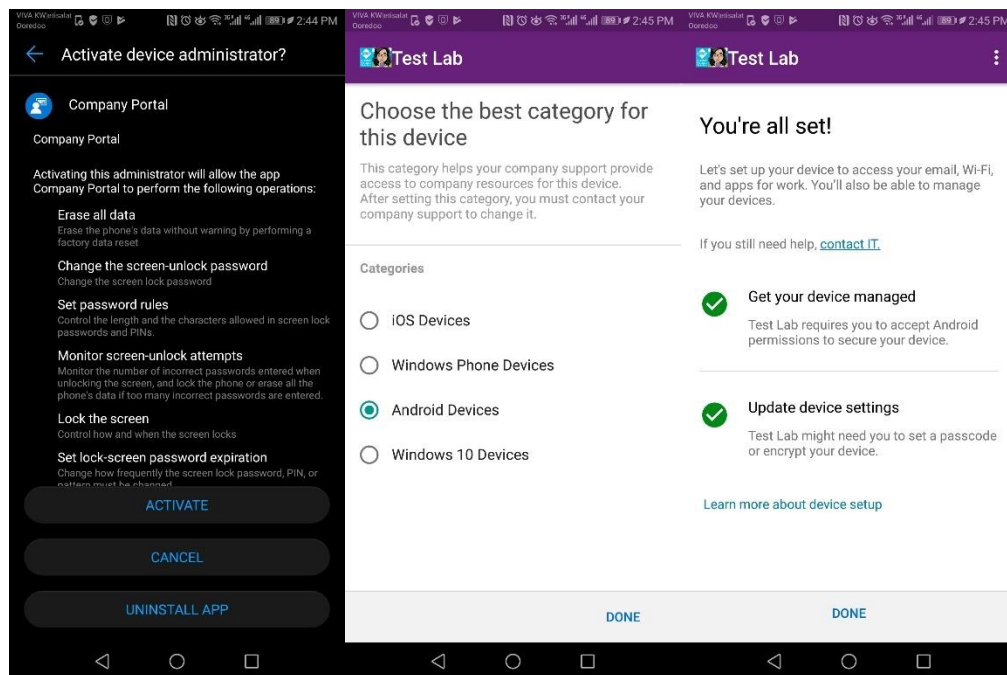 VIVA KW|etisalat
Ooredoo
2:44 PM
Activate device administrator?
Company Portal
Company Portal
Activating this administrator will allow the app
Company Portal to perform the following operations:
Erase all data
Erase the phone's data without warning by performing a
factory data reset
Change the screen-unlock password
Change the screen lock password
Set password rules
Control the length and the characters allowed in screen lock
passwords and PINs.
Monitor screen-unlock attempts
Monitor the number of incorrect passwords entered when
unlocking the screen, and lock the phone or erase all the
phone's data if too many incorrect passwords are entered.
Lock the screen
Control how and when the screen locks
Set lock-screen password expiration
Change how frequently the screen lock password, PIN, or
pattern must be changed
ACTIVATE
CANCEL
UNINSTALL APP
VIVA KW|etisalat
Ooredoo
89
2:45 PM
Test Lab
Choose the best category for
this device
This category helps your company support provide
access to company resources for this device.
After setting this category, you must contact your
company support to change it.
Categories
iOS Devices
Windows Phone Devices
Android Devices
Windows 10 Devices
DONE
VIVA KW|etisalat
Ooredoo
89
2:45 PM
Test Lab
You're all set!
Let's set up your device to access your email, Wi-Fi,
and apps for work. You'll also be able to manage
your devices.
If you still need help, contact IT.
Get your device managed
Test Lab requires you to accept Android
permissions to secure your device.
Update device settings
Test Lab might need you to set a passcode
or encrypt your device.
Learn more about device setup
DONE